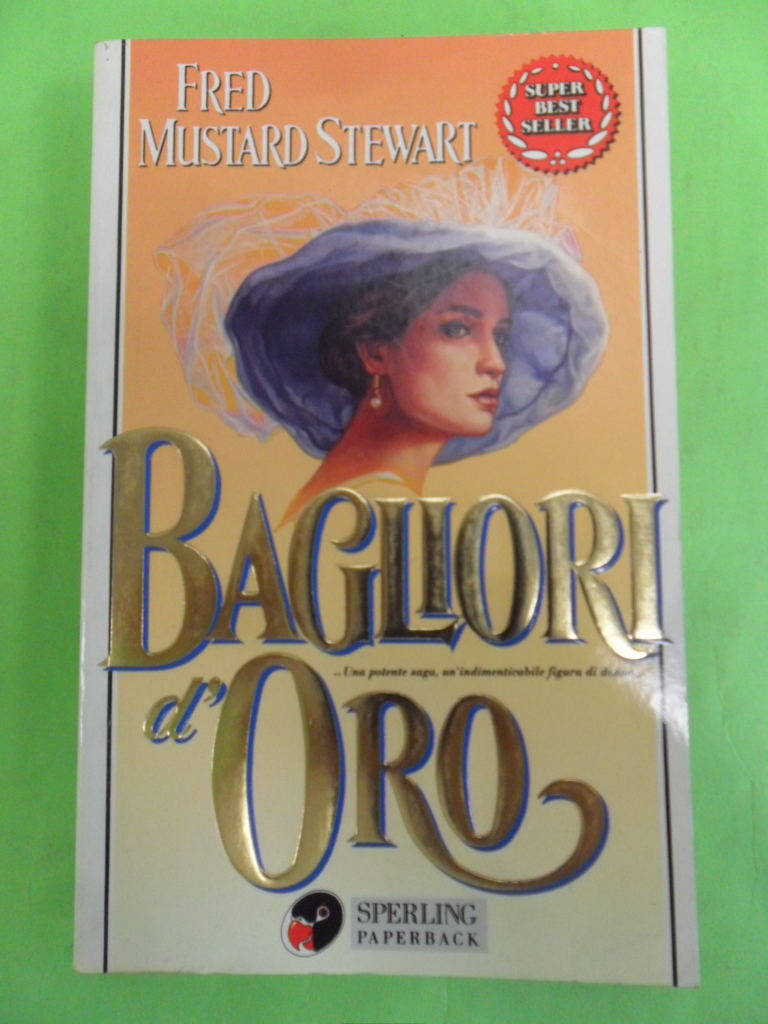 FRED
MUSTARD STEWART
SUPER
BEST
SELLER
BAGLIORI
..Una potente saga, un'indimenticabile figura di
d'ORO
SPERLING
PAPERBACK